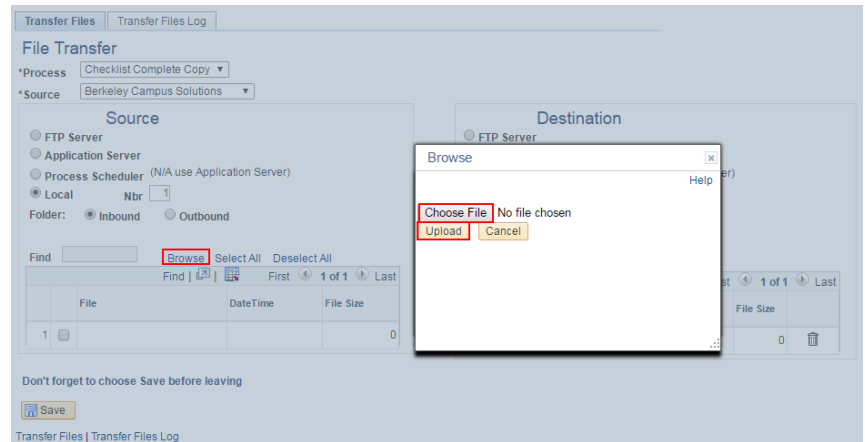 Transfer Files Transfer Files Log
File Transfer
*Process Checklist Complete Copy
*Source Berkeley Campus Solutions
Source
FTP Server
Application Server
Process Scheduler (N/A use Application Server)
Local Nbr 1
Folder: Inbound Outbound
Find Browse Select All Deselect All
Find | | First 1 of 1 Last
File DateTime File Size
1 0
Destination
FTP Server
er)
st 1 of 1 Last
File Size
0
Browse
Help
Choose File No file chosen
Upload Cancel
Don't forget to choose Save before leaving
Save
Transfer Files | Transfer Files Log